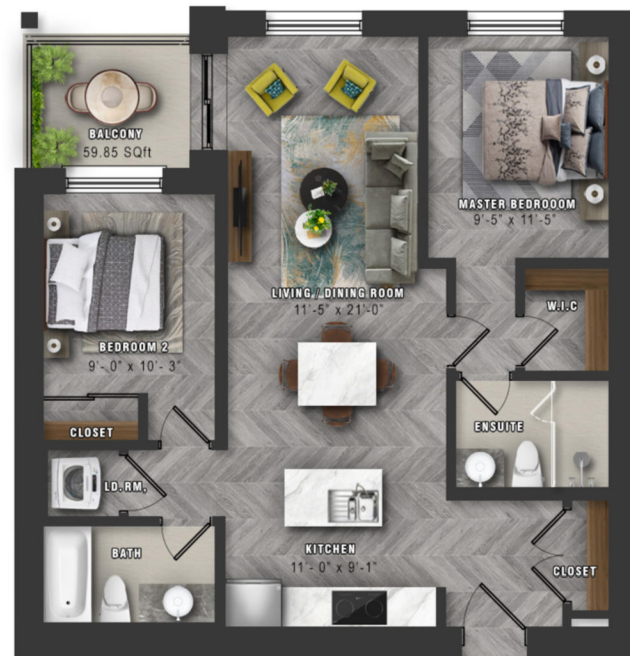 BALCONY
59.85 SQft
MASTER BEDROOOM
9'-5" x 11'-5"
LIVING / DINING ROOM
11'-5" x 21'-0"
W.I.C
BEDROOM 2
9'- 0" x 10'- 3"
CLOSET
ENSUITE
LD. RM,
BATH
KITCHEN
11'- 0" x 9'-1"
CLOSET